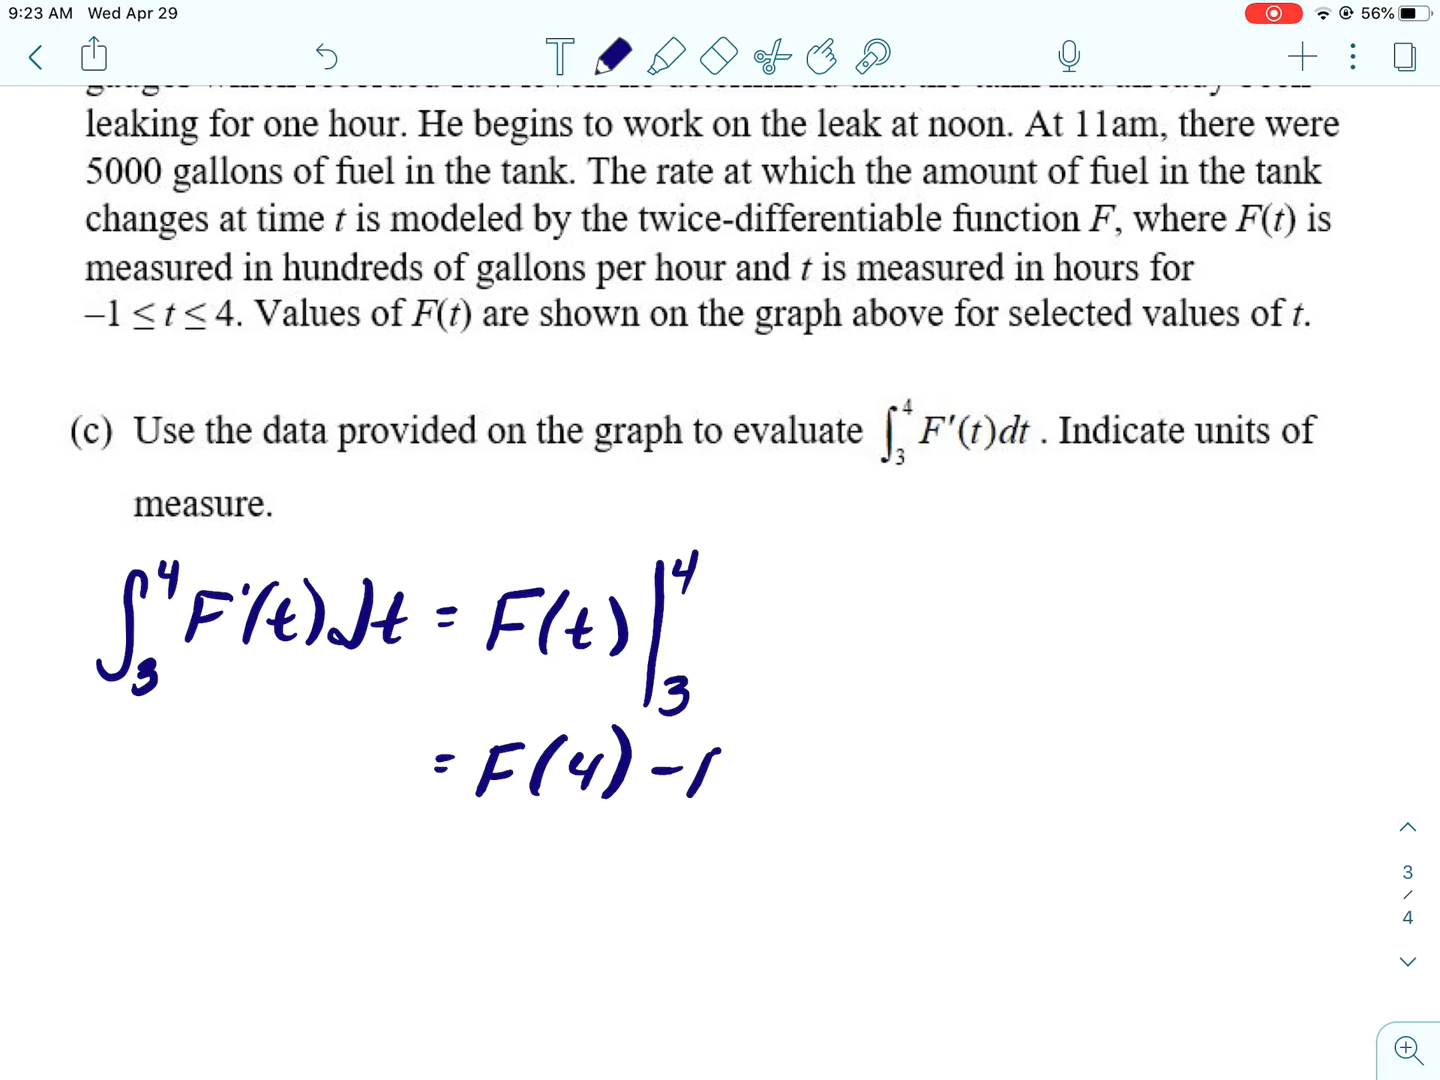 9:23 AM Wed Apr 29
56%
T
leaking for one hour. He begins to work on the leak at noon. At 11am, there were
5000 gallons of fuel in the tank. The rate at which the amount of fuel in the tank
changes at time t is modeled by the twice-differentiable function F, where F(t) is
measured in hundreds of gallons per hour and t is measured in hours for
−1 ≤ t ≤ 4. Values of F(t) are shown on the graph above for selected values of t.
(c) Use the data provided on the graph to evaluate ∫₃⁴ F′(t)dt . Indicate units of
measure.
∫₃⁴ F'(t)dt = F(t)|₃⁴
= F(4) -
3
/
4